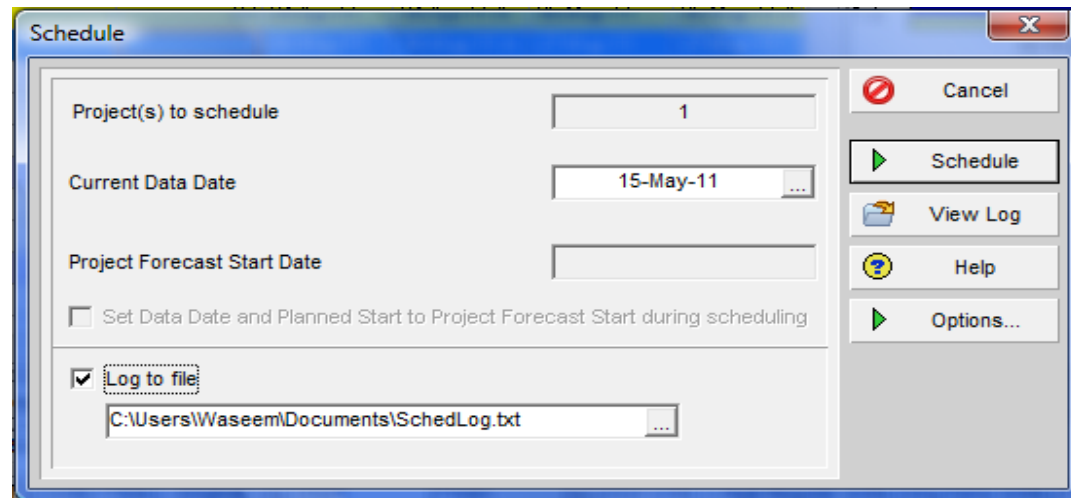 Schedule
Project(s) to schedule 1
Current Data Date 15-May-11 ...
Project Forecast Start Date
Set Data Date and Planned Start to Project Forecast Start during scheduling
Log to file
C:\Users\Waseem\Documents\SchedLog.txt ...
Cancel
Schedule
View Log
Help
Options...